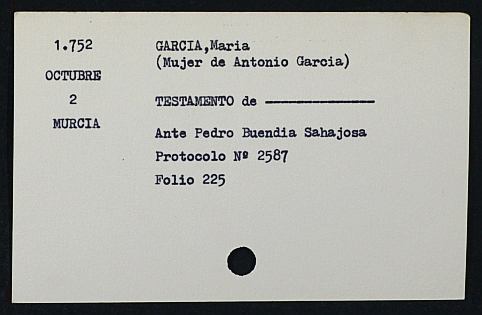 1.752
OCTUBRE
2
MURCIA
GARCIA,Maria
(Mujer de Antonio Garcia)
TESTAMENTO de ----------------
Ante Pedro Buendia Sahajosa
Protocolo Nº 2587
Folio 225